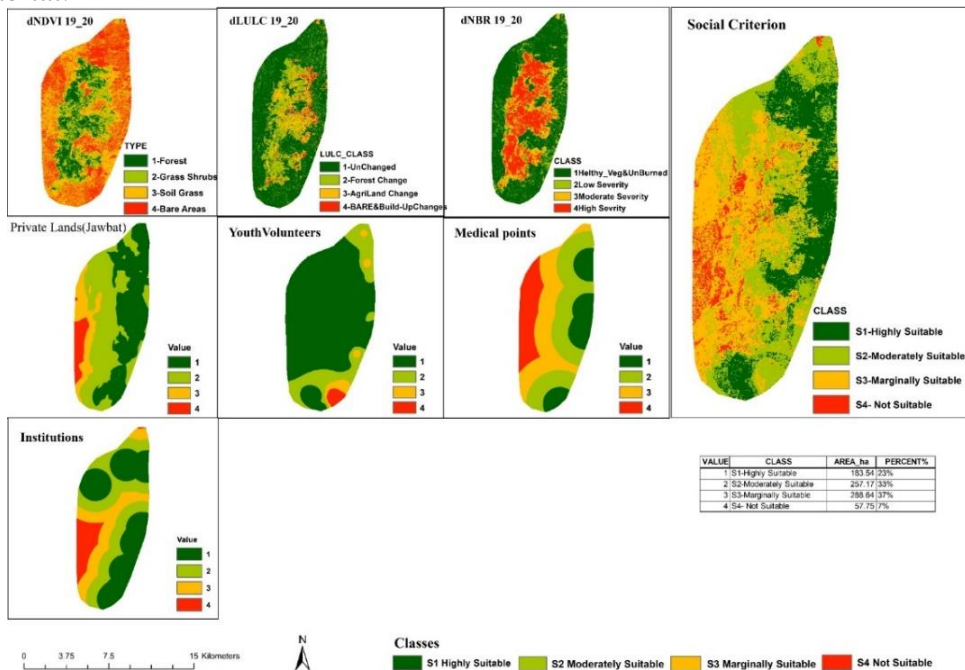 dNDVI 19_20
TYPE
1-Forest
2-Grass Shrubs
3-Soil Grass
4-Bare Areas
dLULC 19_20
LULC_CLASS
1-UnChanged
2-Forest Change
3-AgriLand Change
4-BARE&Build-UpChanges
dNBR 19_20
CLASS
1Helthy_Veg&UnBurned
2Low Severity
3Moderate Severity
4High Sevrity
Social Criterion
CLASS
S1-Highly Suitable
S2-Moderately Suitable
S3-Marginally Suitable
S4- Not Suitable
Private Lands(Jawbat)
Value
1
2
3
4
YouthVolunteers
Value
1
2
3
4
Medical points
Value
1
2
3
4
Institutions
Value
1
2
3
4
VALUE CLASS AREA_ha PERCENT%
1 S1-Highly Suitable 183.54 23%
2 S2-Moderately Suitable 257.17 33%
3 S3-Marginally Suitable 288.64 37%
4 S4- Not Suitable 57.75 7%
0 3.75 7.5 15 Kilometers
N
Classes
S1 Highly Suitable S2 Moderately Suitable S3 Marginally Suitable S4 Not Suitable